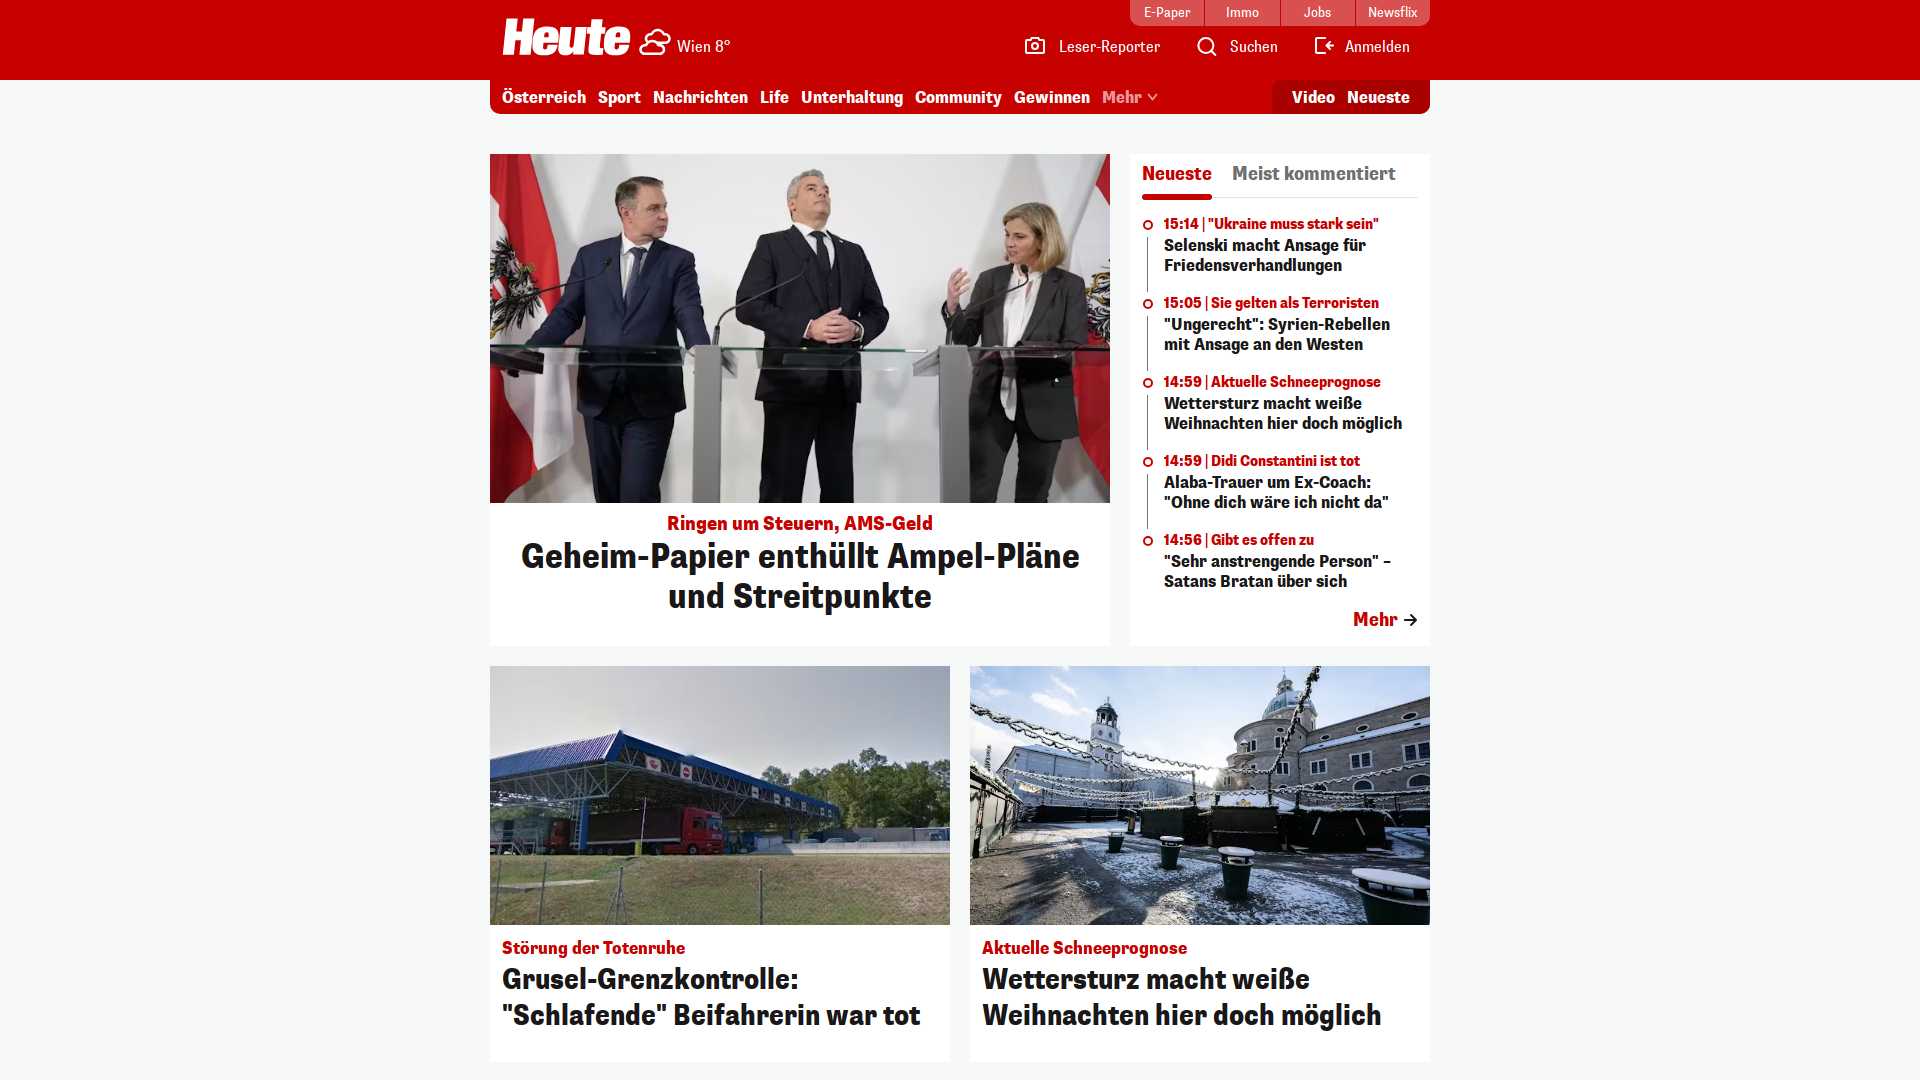 E-Paper
Immo
Jobs
Newsflix
Heute
Wien 8°
Leser-Reporter
Suchen
Anmelden
Österreich
Sport
Nachrichten
Life
Unterhaltung
Community
Gewinnen
Mehr
Video
Neueste
Ringen um Steuern, AMS-Geld
Geheim-Papier enthüllt Ampel-Pläne
und Streitpunkte
Neueste
Meist kommentiert
15:14 | "Ukraine muss stark sein"
Selenski macht Ansage für
Friedensverhandlungen
15:05 | Sie gelten als Terroristen
"Ungerecht": Syrien-Rebellen
mit Ansage an den Westen
14:59 | Aktuelle Schneeprognose
Wettersturz macht weiße
Weihnachten hier doch möglich
14:59 | Didi Constantini ist tot
Alaba-Trauer um Ex-Coach:
"Ohne dich wäre ich nicht da"
14:56 | Gibt es offen zu
"Sehr anstrengende Person" –
Satans Bratan über sich
Mehr
Störung der Totenruhe
Grusel-Grenzkontrolle:
"Schlafende" Beifahrerin war tot
Aktuelle Schneeprognose
Wettersturz macht weiße
Weihnachten hier doch möglich